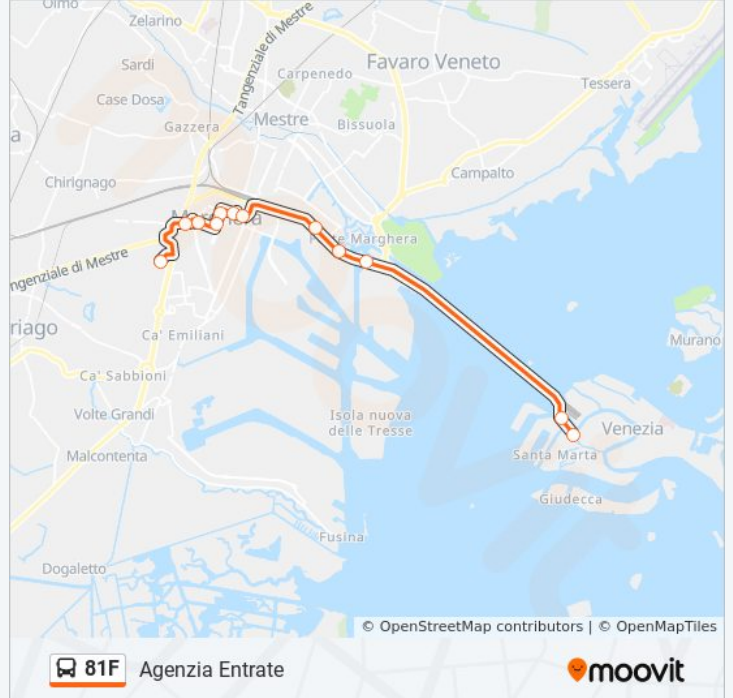 Olmo
Zelarino
Tangenziale di Mestre
Favaro Veneto
Sardi
Carpenedo
Tessera
Case Dosa
Mestre
Gazzera
Bissuola
Campalto
Chirignago
Marghera
Tangenziale di Mestre
riago
Ca' Emiliani
Murano
Ca' Sabbioni
Volte Grandi
Isola nuova
delle Tresse
Venezia
Malcontenta
Santa Marta
Giudecca
Fusina
Dogaletto
© OpenStreetMap contributors | © OpenMapTiles
81F Agenzia Entrate
moovit